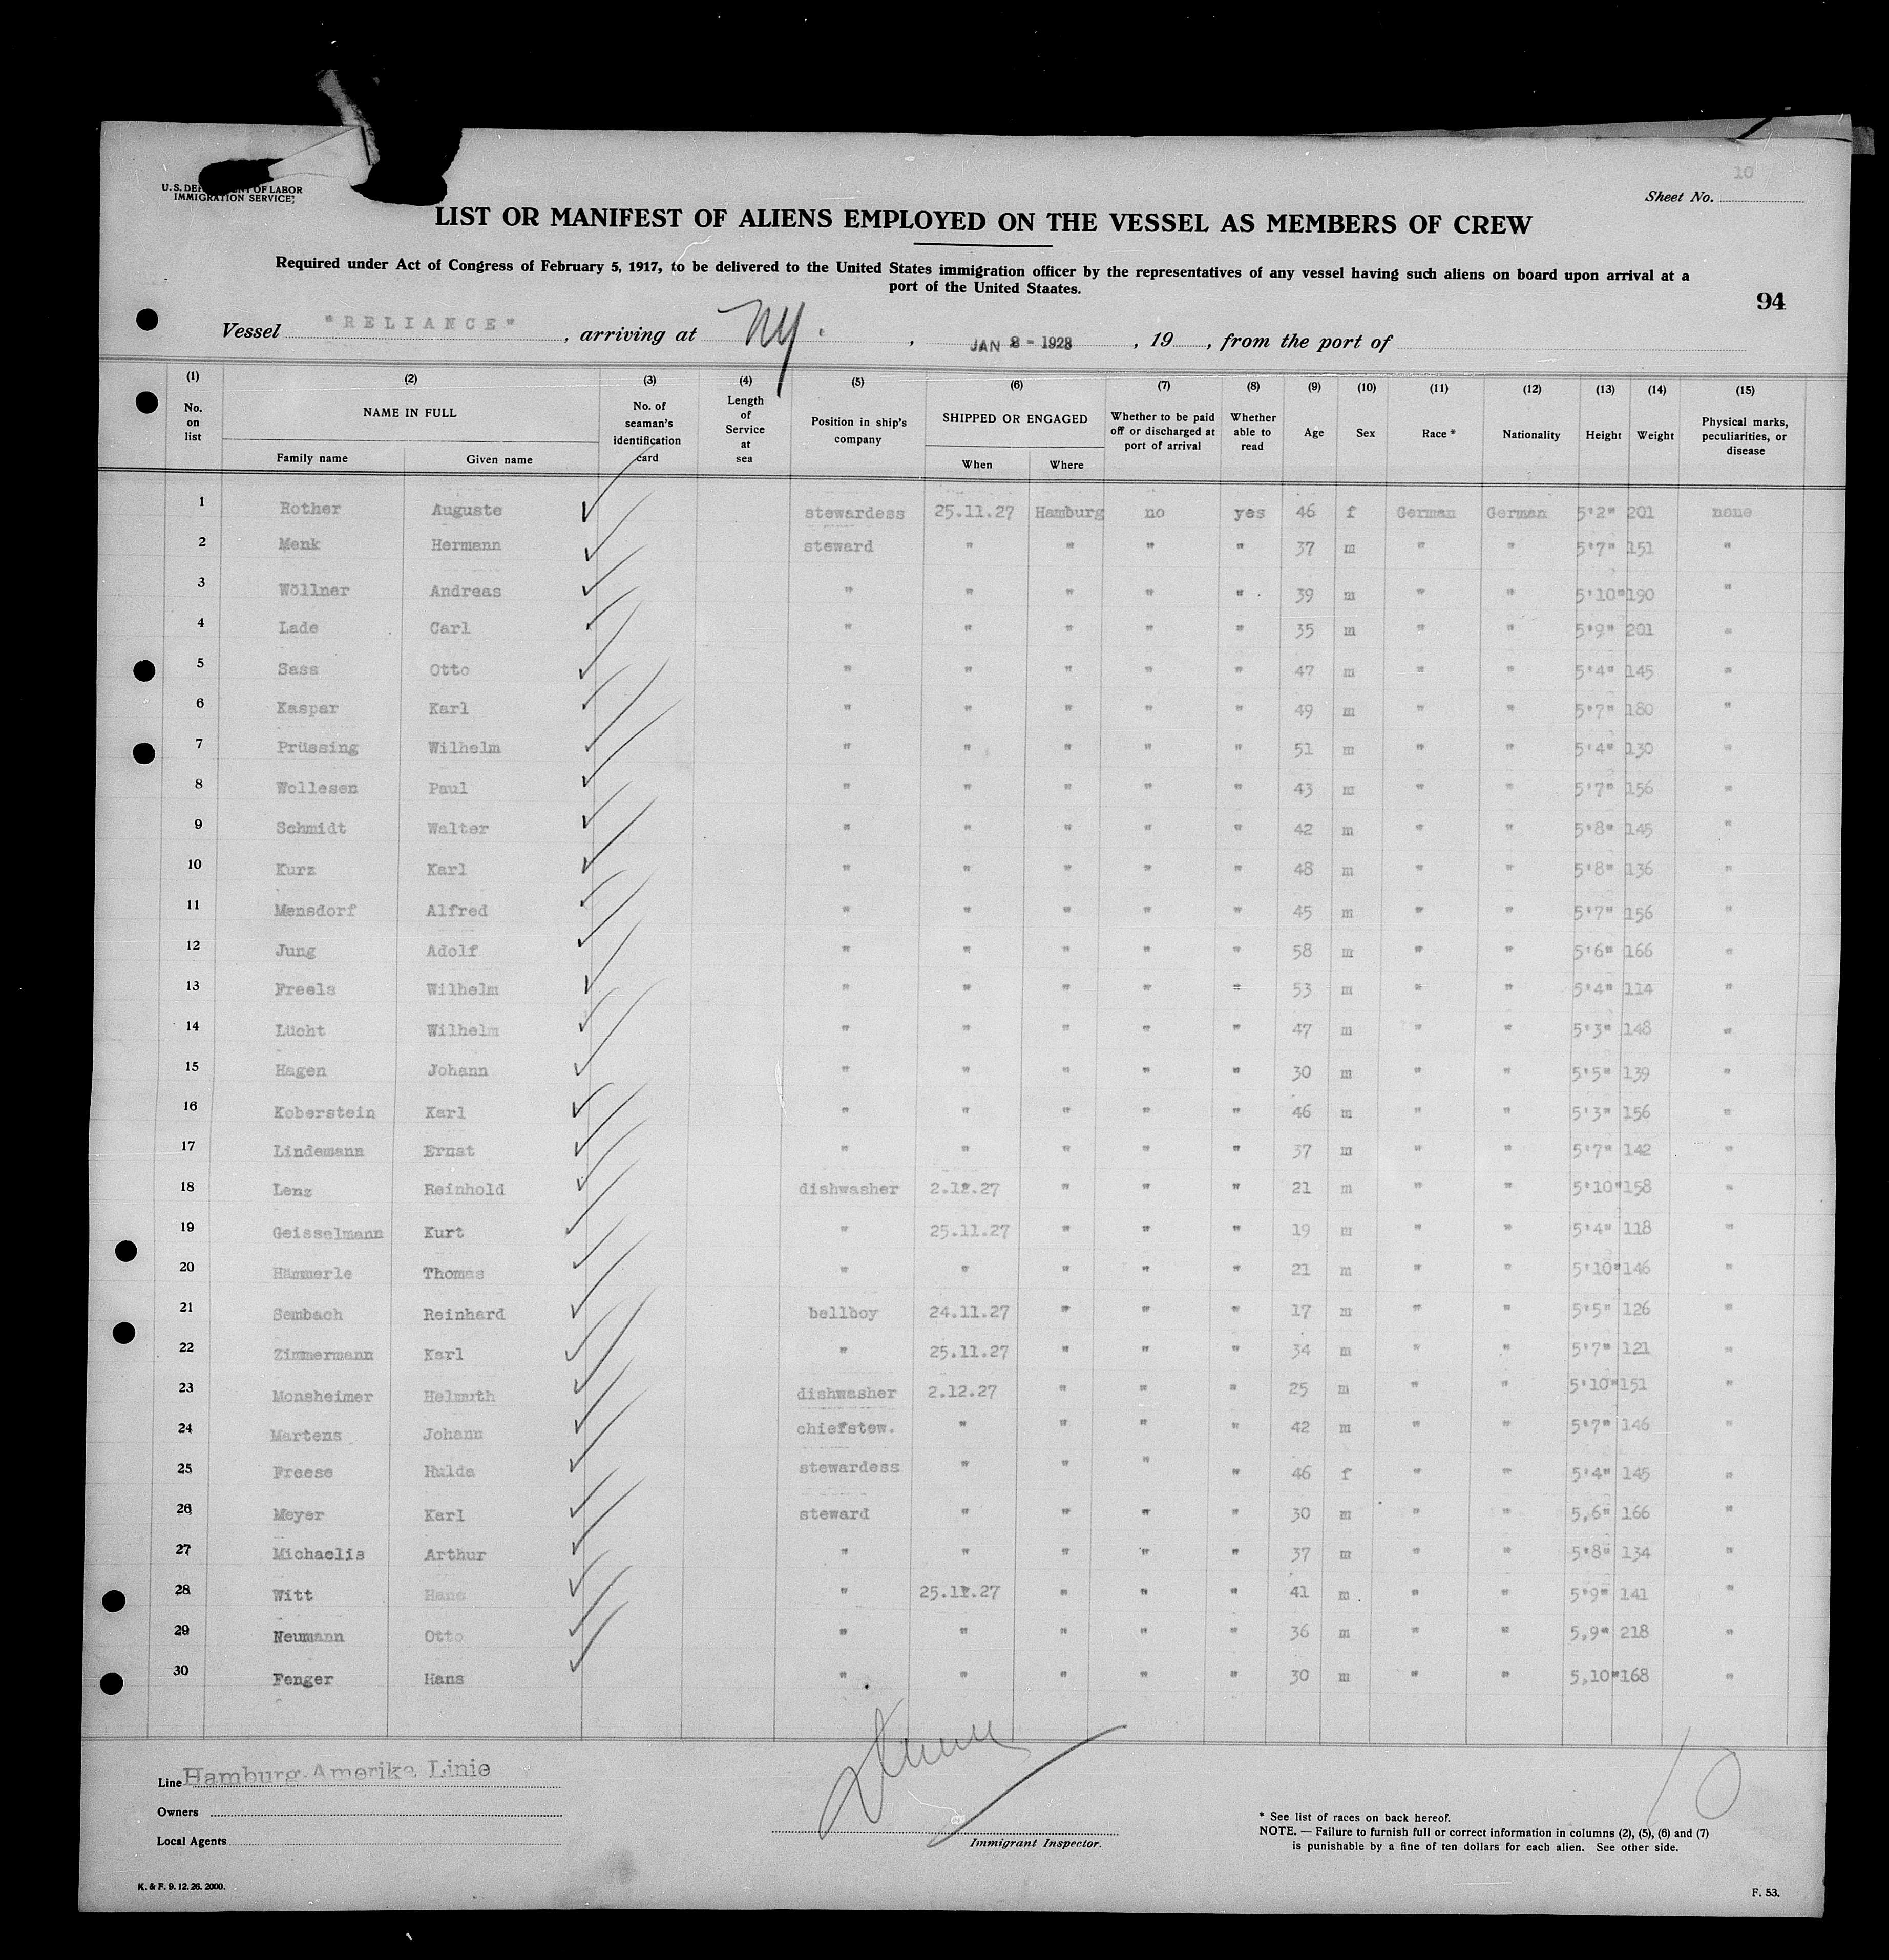 10
U. S. DEPARTMENT OF LABOR
IMMIGRATION SERVICE
Sheet No.
LIST OR MANIFEST OF ALIENS EMPLOYED ON THE VESSEL AS MEMBERS OF CREW
Required under Act of Congress of February 5, 1917, to be delivered to the United States immigration officer by the representatives of any vessel having such aliens on board upon arrival at a
port of the United Staates.
94
Vessel "RELIANCE" , arriving at NY. , JAN 8 - 1928 , 19 , from the port of
(1) (2) (3) (4) (5) (6) (7) (8) (9) (10) (11) (12) (13) (14) (15)
No. on list NAME IN FULL Family name Given name No. of seaman's identification card Length of Service at sea Position in ship's company SHIPPED OR ENGAGED When Where Whether to be paid off or discharged at port of arrival Whether able to read Age Sex Race * Nationality Height Weight Physical marks, peculiarities, or disease
1 Rother Auguste stewardess 25.11.27 Hamburg no yes 46 f German German 5'2" 201 none
2 Menk Hermann steward " " " " 37 m " " 5'7" 151 "
3 Wöllner Andreas " " " " " 39 m " " 5'10" 190 "
4 Lade Carl " " " " " 35 m " " 5'9" 201 "
5 Sass Otto " " " " " 47 m " " 5'4" 145 "
6 Kaspar Karl " " " " " 49 m " " 5'7" 180 "
7 Prüssing Wilhelm " " " " " 51 m " " 5'4" 130 "
8 Wollesen Paul " " " " " 43 m " " 5'7" 156 "
9 Schmidt Walter " " " " " 42 m " " 5'8" 145 "
10 Kurz Karl " " " " " 48 m " " 5'8" 136 "
11 Mensdorf Alfred " " " " " 45 m " " 5'7" 156 "
12 Jung Adolf " " " " " 58 m " " 5'6" 166 "
13 Freels Wilhelm " " " " " 53 m " " 5'4" 114 "
14 Lücht Wilhelm " " " " " 47 m " " 5'3" 148 "
15 Hagen Johann " " " " " 30 m " " 5'5" 139 "
16 Koberstein Karl " " " " " 46 m " " 5'3" 156 "
17 Lindemann Ernst " " " " " 37 m " " 5'7" 142 "
18 Lenz Reinhold dishwasher 2.12.27 " " " 21 m " " 5'10" 158 "
19 Geisselmann Kurt " 25.11.27 " " " 19 m " " 5'4" 118 "
20 Hämmerle Thomas " " " " " 21 m " " 5'10" 146 "
21 Sembach Reinhard bellboy 24.11.27 " " " 17 m " " 5'5" 126 "
22 Zimmermann Karl " 25.11.27 " " " 34 m " " 5'7" 121 "
23 Monsheimer Helmuth dishwasher 2.12.27 " " " 25 m " " 5'10" 151 "
24 Martens Johann chiefstew. " " " " 42 m " " 5'7" 146 "
25 Freese Hulda stewardess " " " " 46 f " " 5'4" 145 "
26 Meyer Karl steward " " " " 30 m " " 5,6" 166 "
27 Michaelis Arthur " " " " " 37 m " " 5'8" 134 "
28 Witt Hans " 25.11.27 " " " 41 m " " 5'9" 141 "
29 Neumann Otto " " " " " 36 m " " 5,9" 218 "
30 Fenger Hans " " " " " 30 m " " 5,10" 168 "
Line Hamburg-Amerika Linie
Owners
Local Agents
Immigrant Inspector.
10
* See list of races on back hereof.
NOTE. — Failure to furnish full or correct information in columns (2), (5), (6) and (7)
is punishable by a fine of ten dollars for each alien. See other side.
K. & F. 9. 12. 26. 2000.
F. 53.